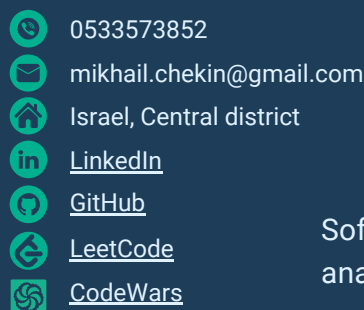 0533573852
mikhail.chekin@gmail.com
Israel, Central district
LinkedIn
GitHub
LeetCode
CodeWars